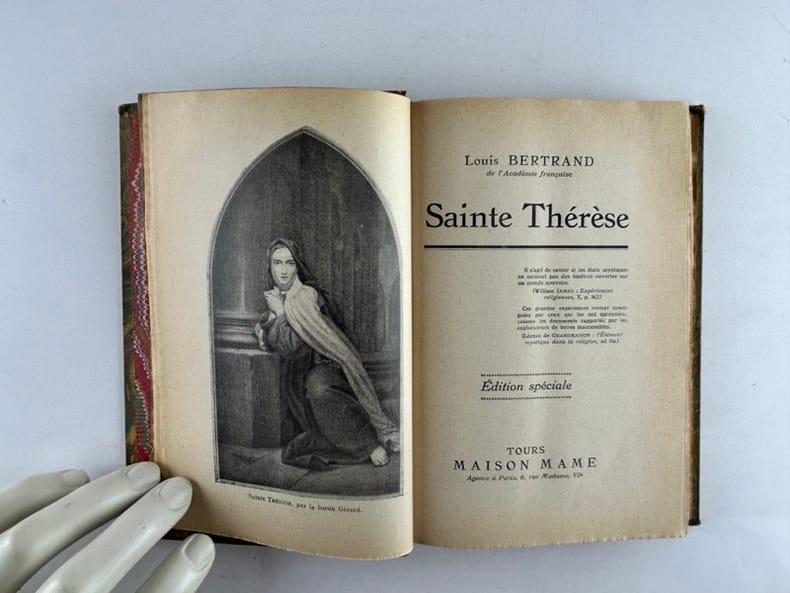 Sainte Thérèse, par le baron Gérard.
Louis BERTRAND
de l'Académie française
Sainte Thérèse
Il s'agit de savoir si les états mystiques
ne seraient pas des fenêtres ouvertes sur
un monde nouveau.
(William JAMES : Expériences
religieuses, X, p. 362)
Ces grandes expériences restent consi-
gnées par ceux qui les ont éprouvées,
comme les documents rapportés par les
explorateurs de terres inaccessibles.
(Léonce de GRANDMAISON : l'Élément
mystique dans la religion, ad fin.)
Édition spéciale
TOURS
MAISON MAME
Agence à Paris, 6, rue Madame, VIe